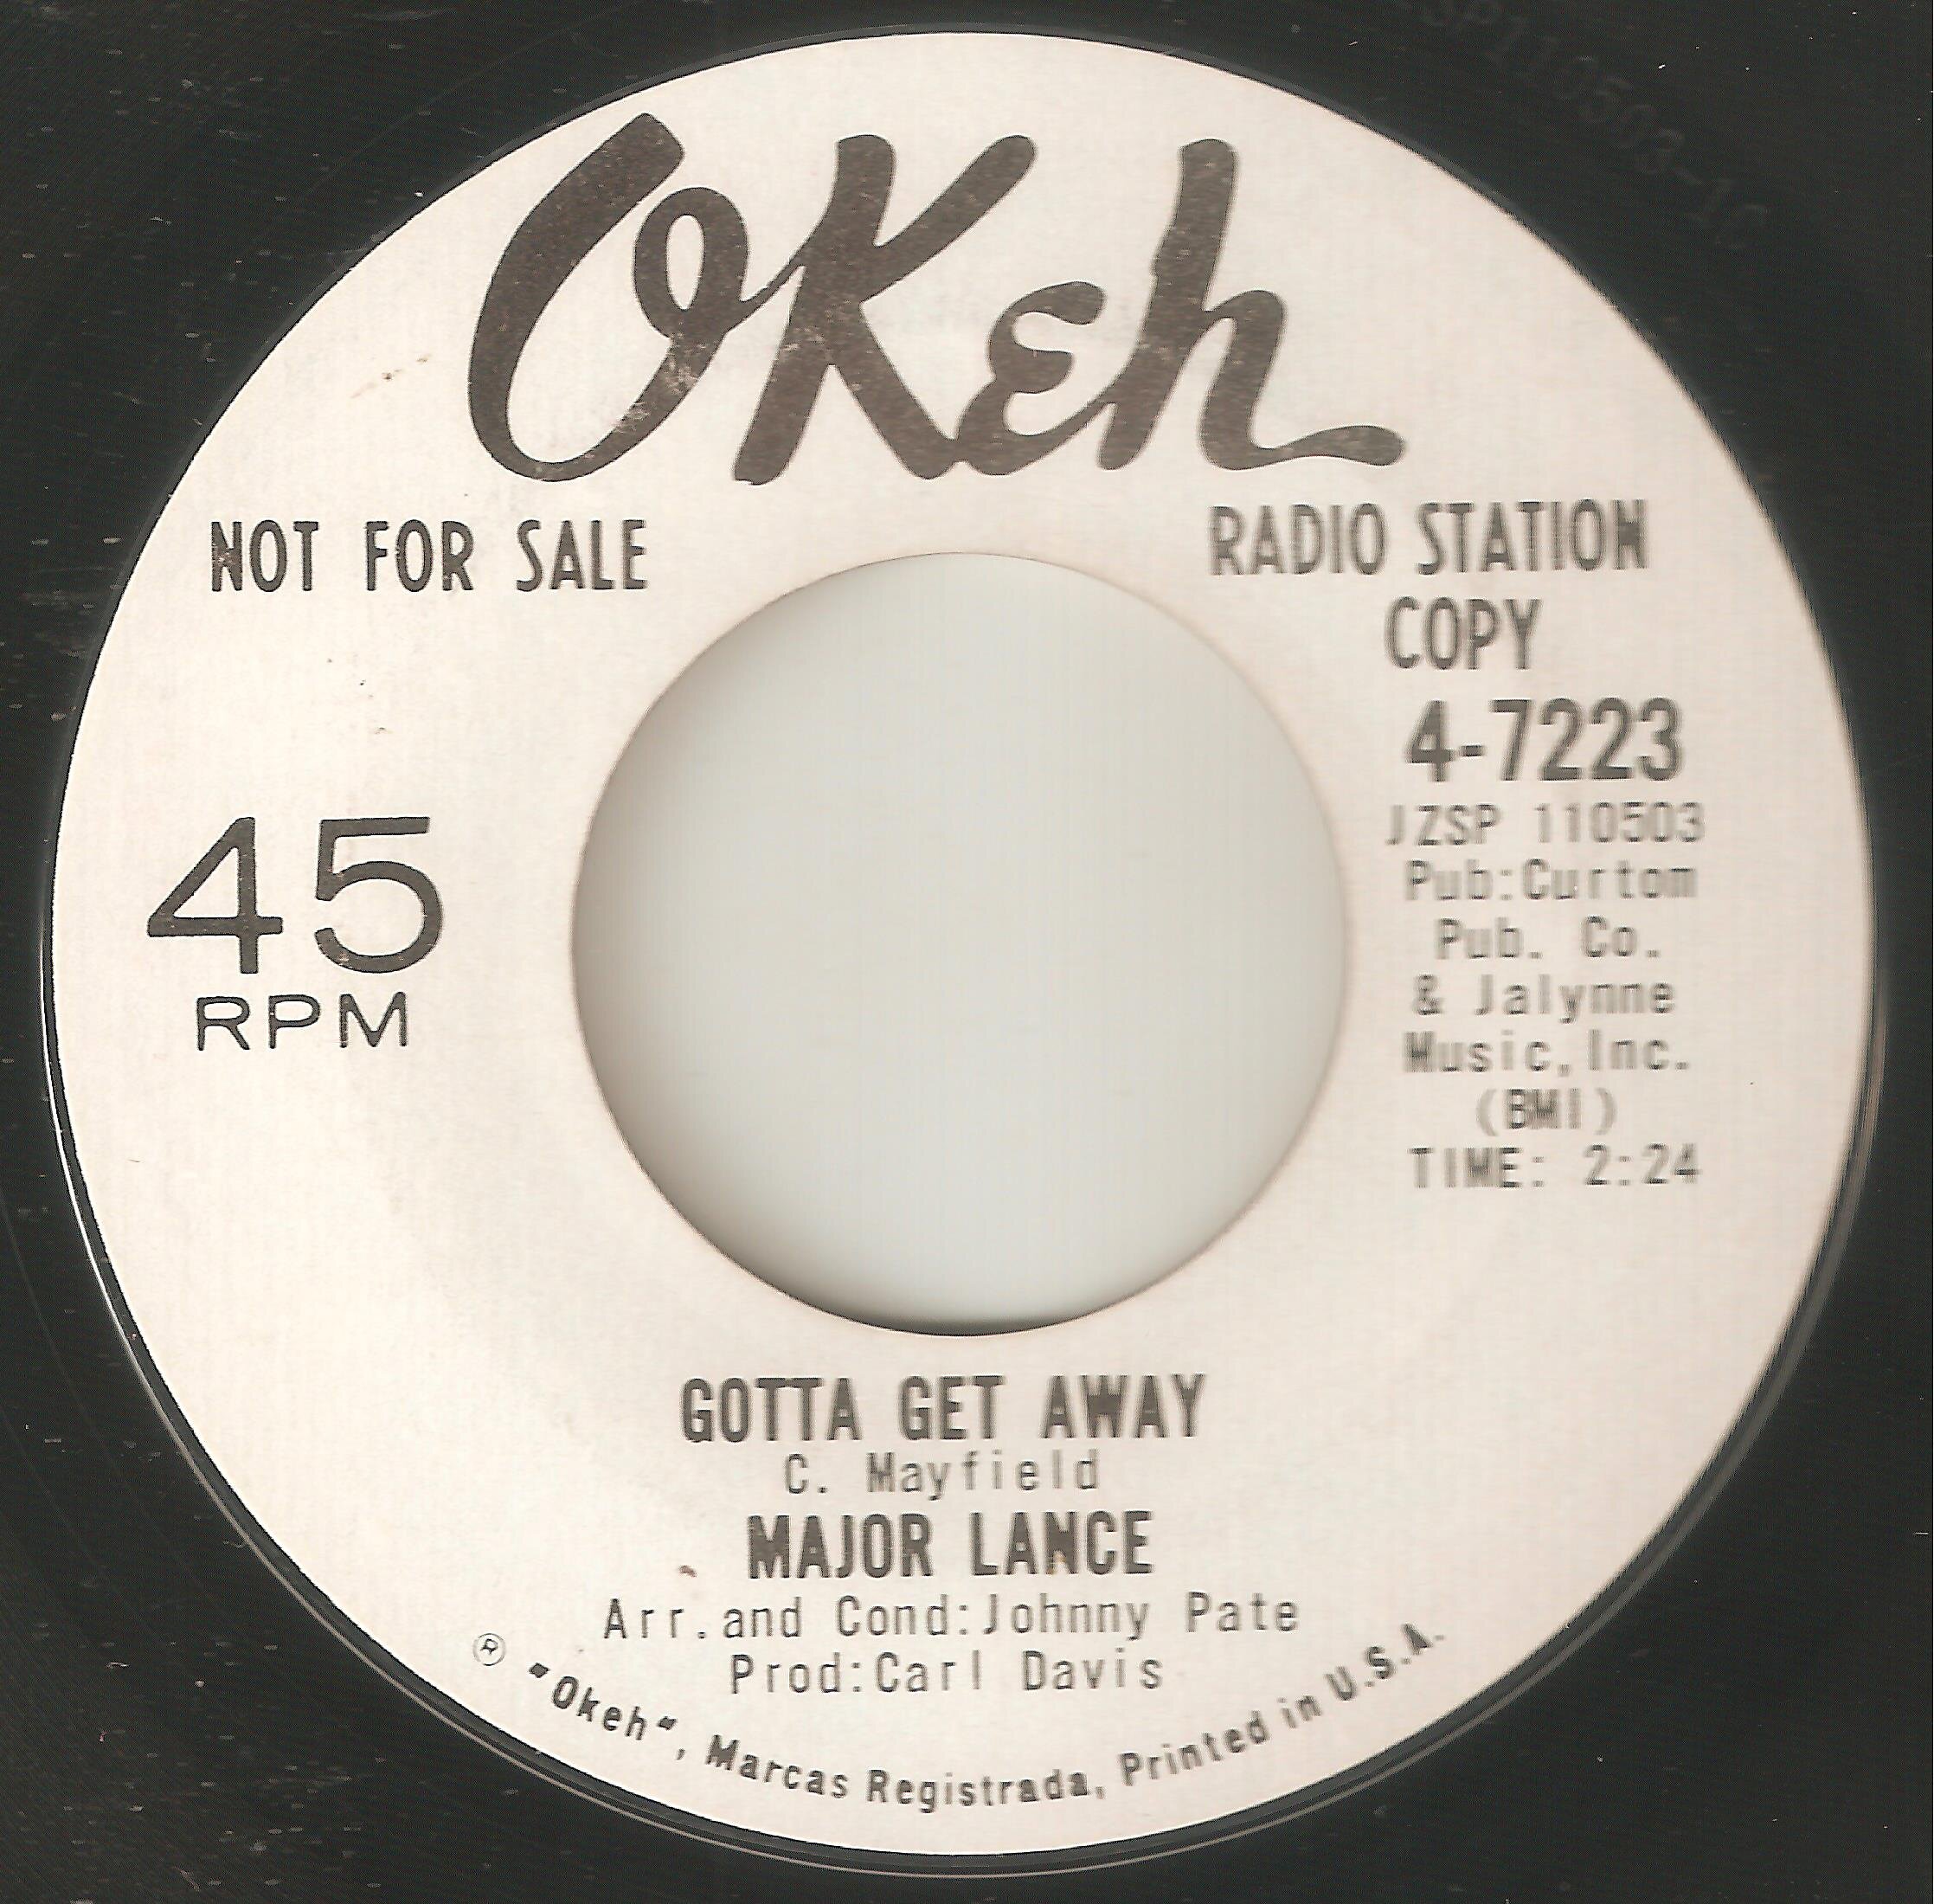 OKeh
NOT FOR SALE
RADIO STATION
COPY
4-7223
JZSP 110503
Pub:Curtom
Pub. Co.
& Jalynne
Music,Inc.
(BMI)
TIME: 2:24
45
RPM
GOTTA GET AWAY
C. Mayfield
MAJOR LANCE
Arr.and Cond:Johnny Pate
Prod:Carl Davis
® "Okeh", Marcas Registrada, Printed in U.S.A.